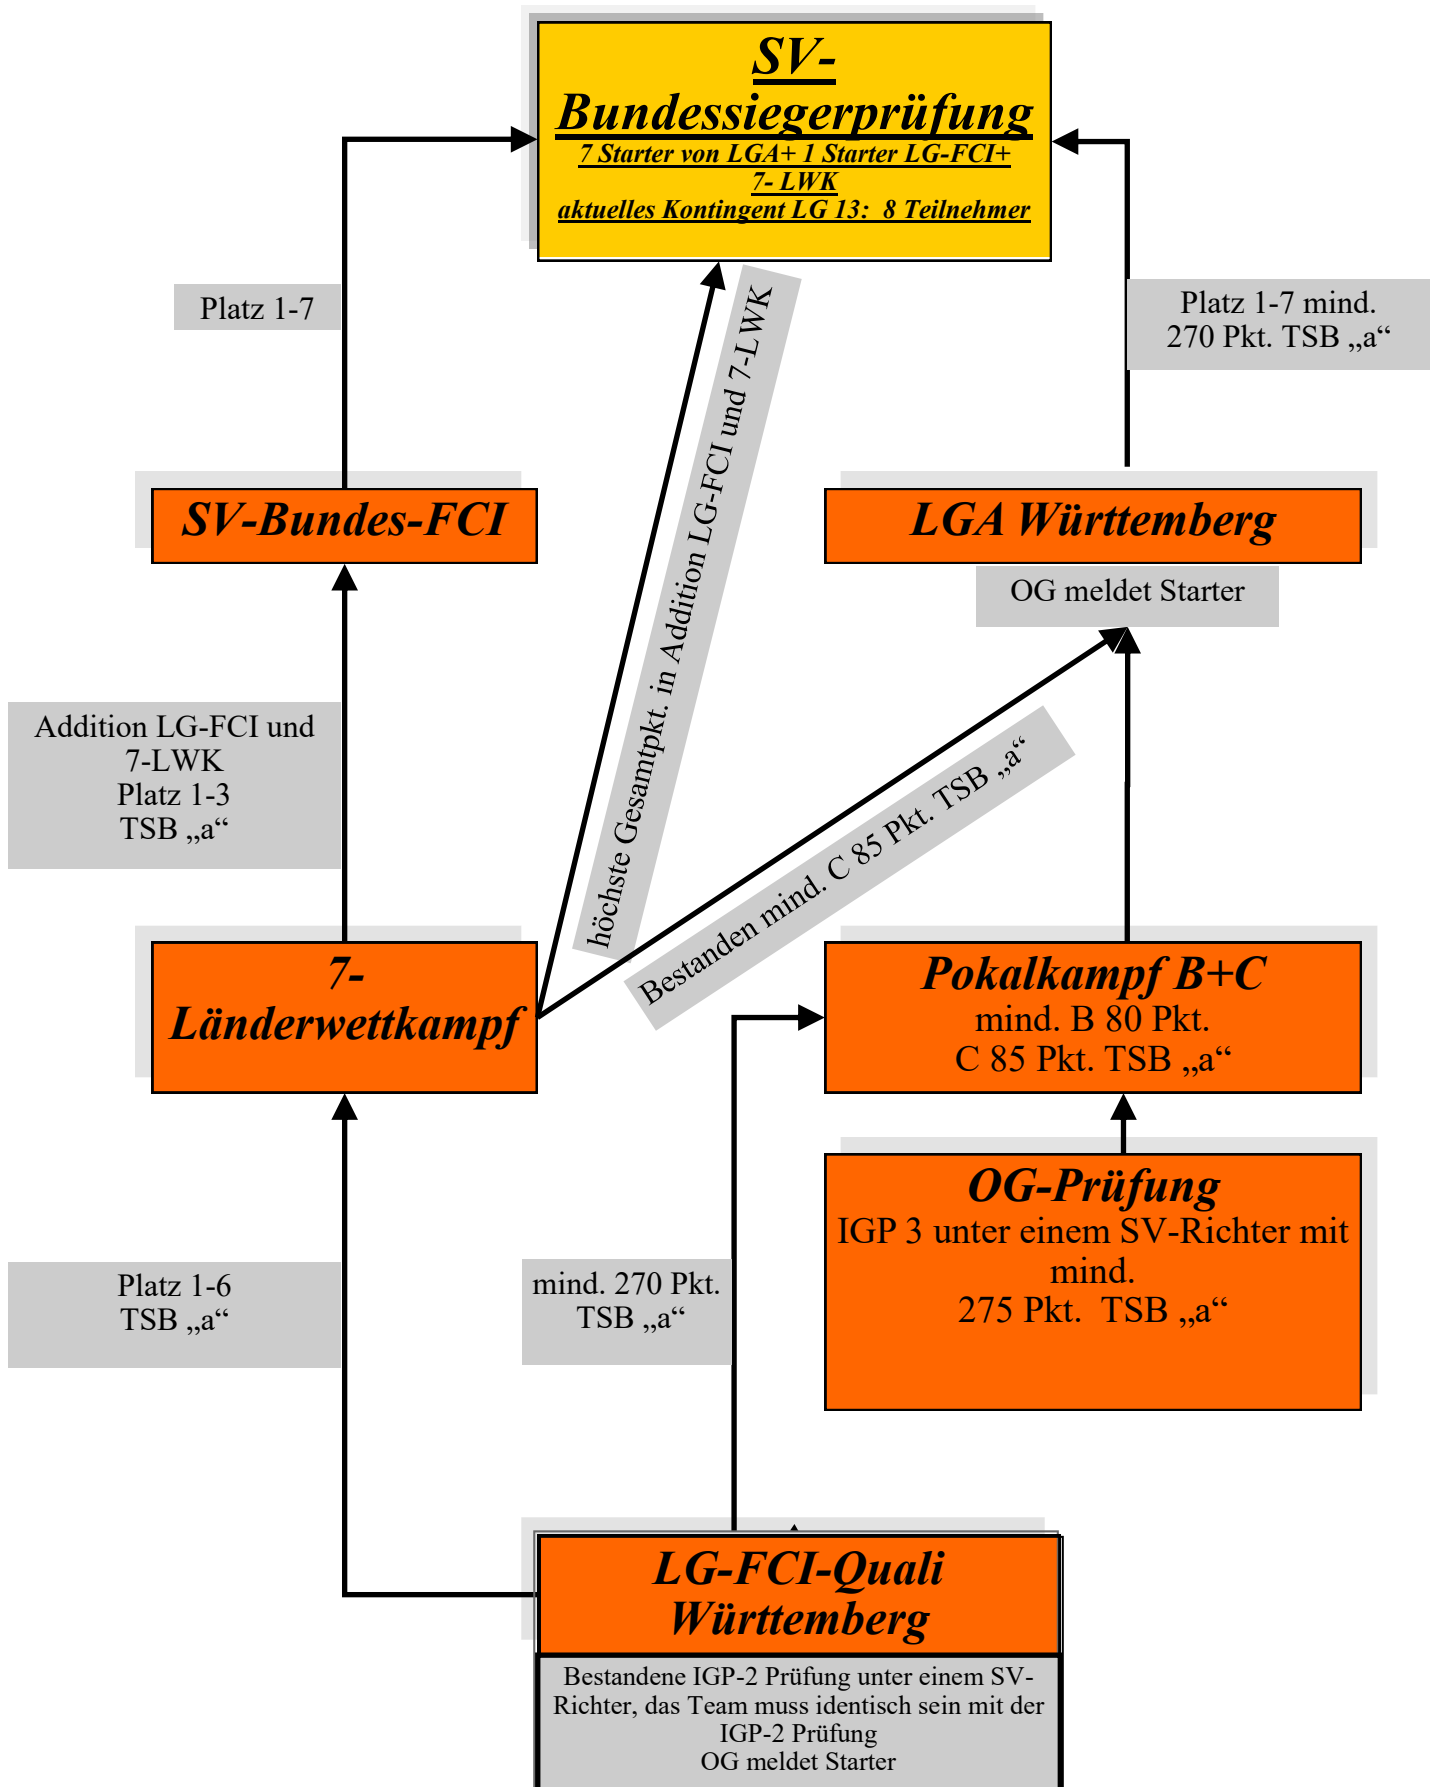 SV-
Bundessiegerprüfung
7 Starter von LGA+ 1 Starter LG-FCI+
7- LWK
aktuelles Kontingent LG 13:  8 Teilnehmer
Platz 1-7
Platz 1-7 mind.
270 Pkt. TSB „a“
höchste Gesamtpkt. in Addition LG-FCI und 7-LWK
SV-Bundes-FCI
LGA Württemberg
OG meldet Starter
Addition LG-FCI und
7-LWK
Platz 1-3
TSB „a“
Bestanden mind. C 85 Pkt. TSB „a“
7-
Länderwettkampf
Pokalkampf B+C
mind. B 80 Pkt.
C 85 Pkt. TSB „a“
OG-Prüfung
IGP 3 unter einem SV-Richter mit
mind.
275 Pkt.  TSB „a“
Platz 1-6
TSB „a“
mind. 270 Pkt.
TSB „a“
LG-FCI-Quali
Württemberg
Bestandene IGP-2 Prüfung unter einem SV-
Richter, das Team muss identisch sein mit der
IGP-2 Prüfung
OG meldet Starter